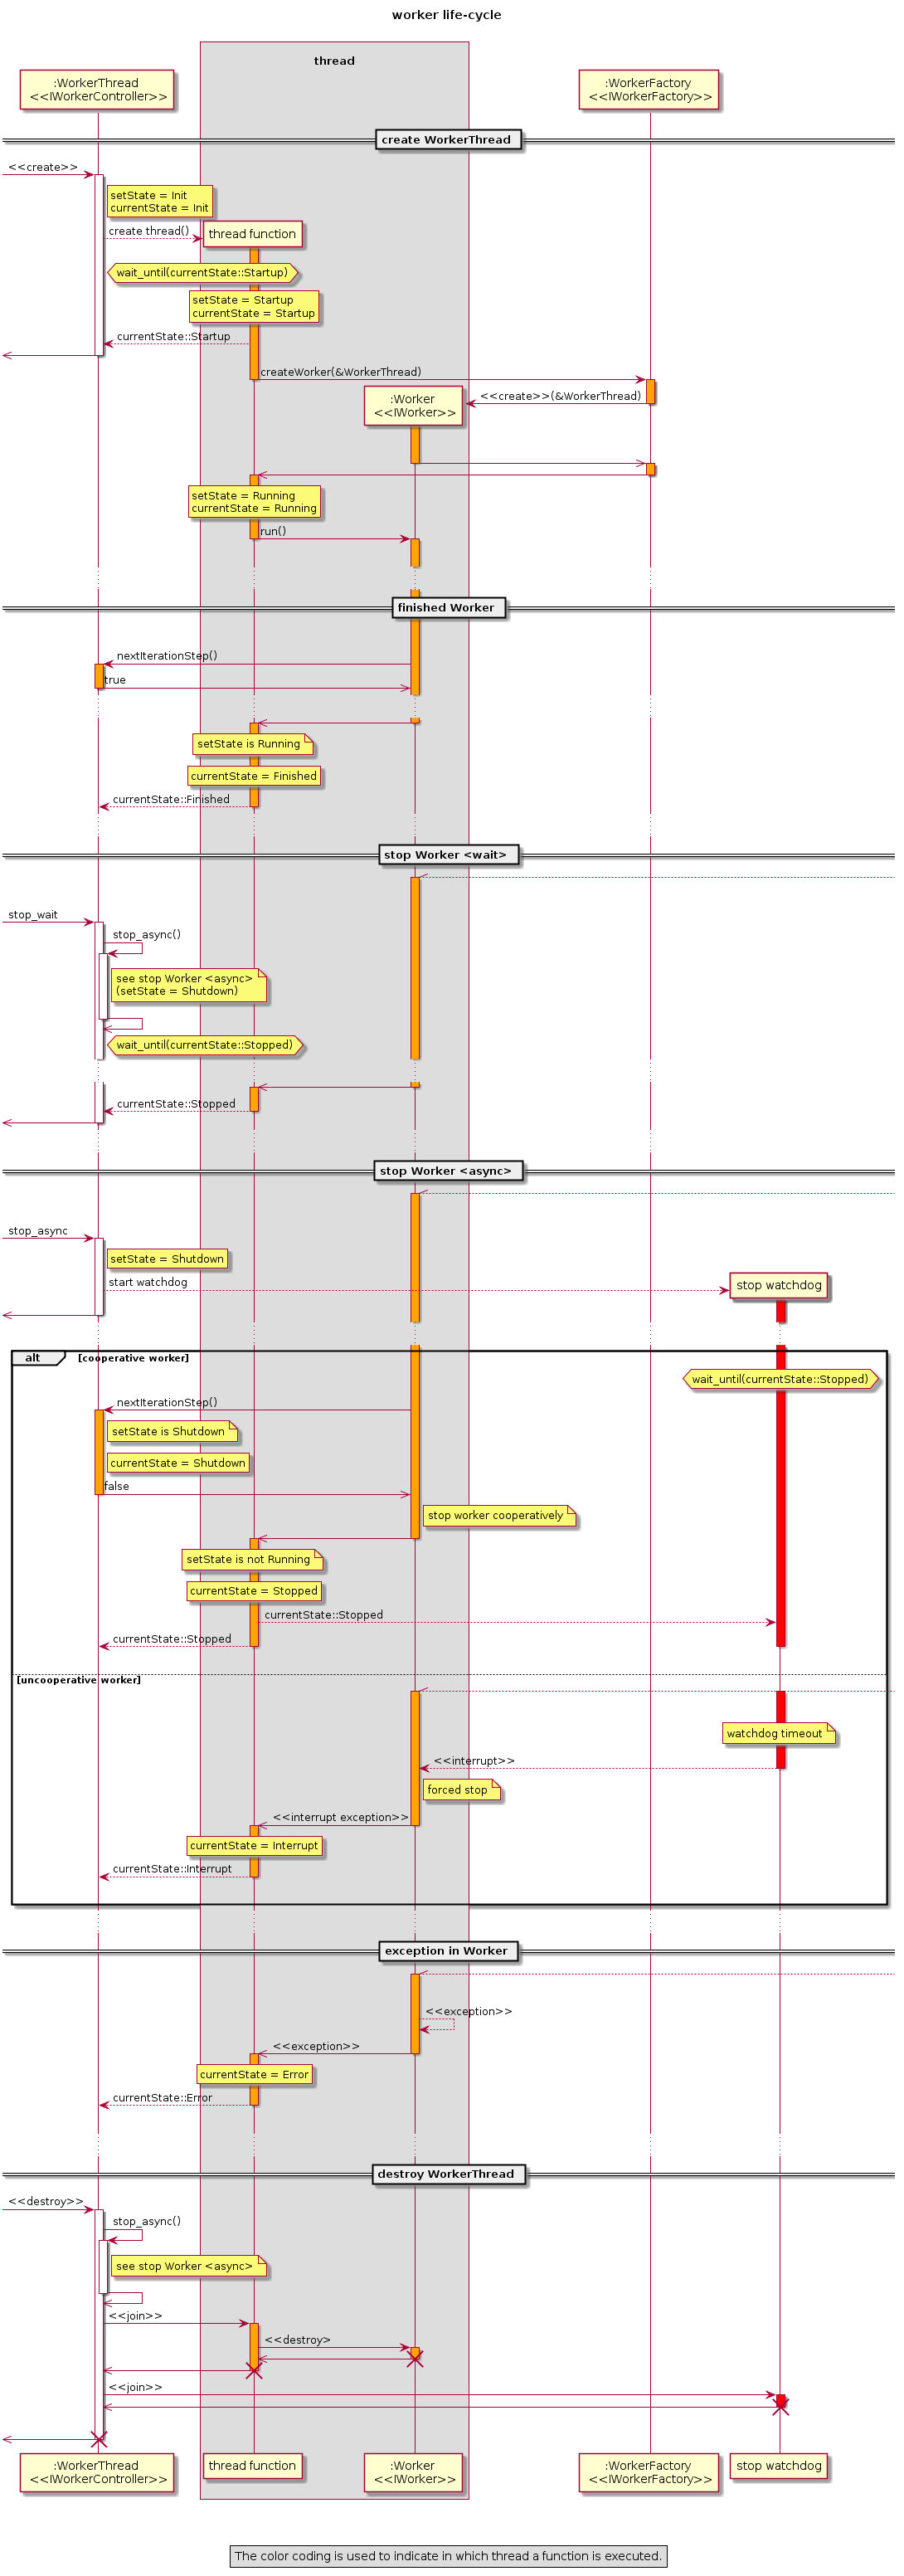 worker life-cycle
thread
:WorkerThread
<<IWorkerController>>
:WorkerFactory
<<IWorkerFactory>>
create WorkerThread
<<create>>
setState = Init
currentState = Init
create thread()
thread function
wait_until(currentState::Startup)
setState = Startup
currentState = Startup
currentState::Startup
createWorker(&WorkerThread)
:Worker
<<IWorker>>
<<create>>(&WorkerThread)
setState = Running
currentState = Running
run()
finished Worker
nextIterationStep()
true
setState is Running
currentState = Finished
currentState::Finished
stop Worker <wait>
stop_wait
stop_async()
see stop Worker <async>
(setState = Shutdown)
wait_until(currentState::Stopped)
currentState::Stopped
stop Worker <async>
stop_async
setState = Shutdown
start watchdog
stop watchdog
alt
[cooperative worker]
wait_until(currentState::Stopped)
nextIterationStep()
setState is Shutdown
currentState = Shutdown
false
stop worker cooperatively
setState is not Running
currentState = Stopped
currentState::Stopped
currentState::Stopped
[uncooperative worker]
watchdog timeout
<<interrupt>>
forced stop
<<interrupt exception>>
currentState = Interrupt
currentState::Interrupt
exception in Worker
<<exception>>
<<exception>>
currentState = Error
currentState::Error
destroy WorkerThread
<<destroy>>
stop_async()
see stop Worker <async>
<<join>>
<<destroy>
<<join>>
:WorkerThread
<<IWorkerController>>
thread function
:Worker
<<IWorker>>
:WorkerFactory
<<IWorkerFactory>>
stop watchdog
The color coding is used to indicate in which thread a function is executed.